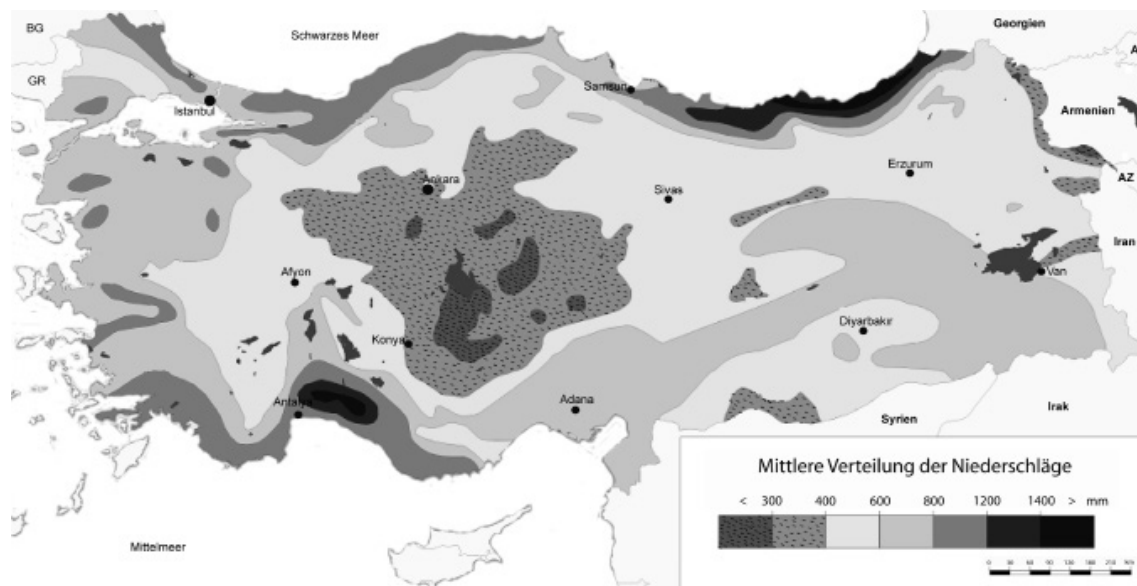 BG
Schwarzes Meer
Georgien
A
GR
Istanbul
Samsun
Armenien
Ankara
Sivas
Erzurum
AZ
Iran
Van
Afyon
Konya
Diyarbakır
Antalya
Adana
Syrien
Irak
Mittelmeer
Mittlere Verteilung der Niederschläge
< 300 400 600 800 1200 1400 > mm